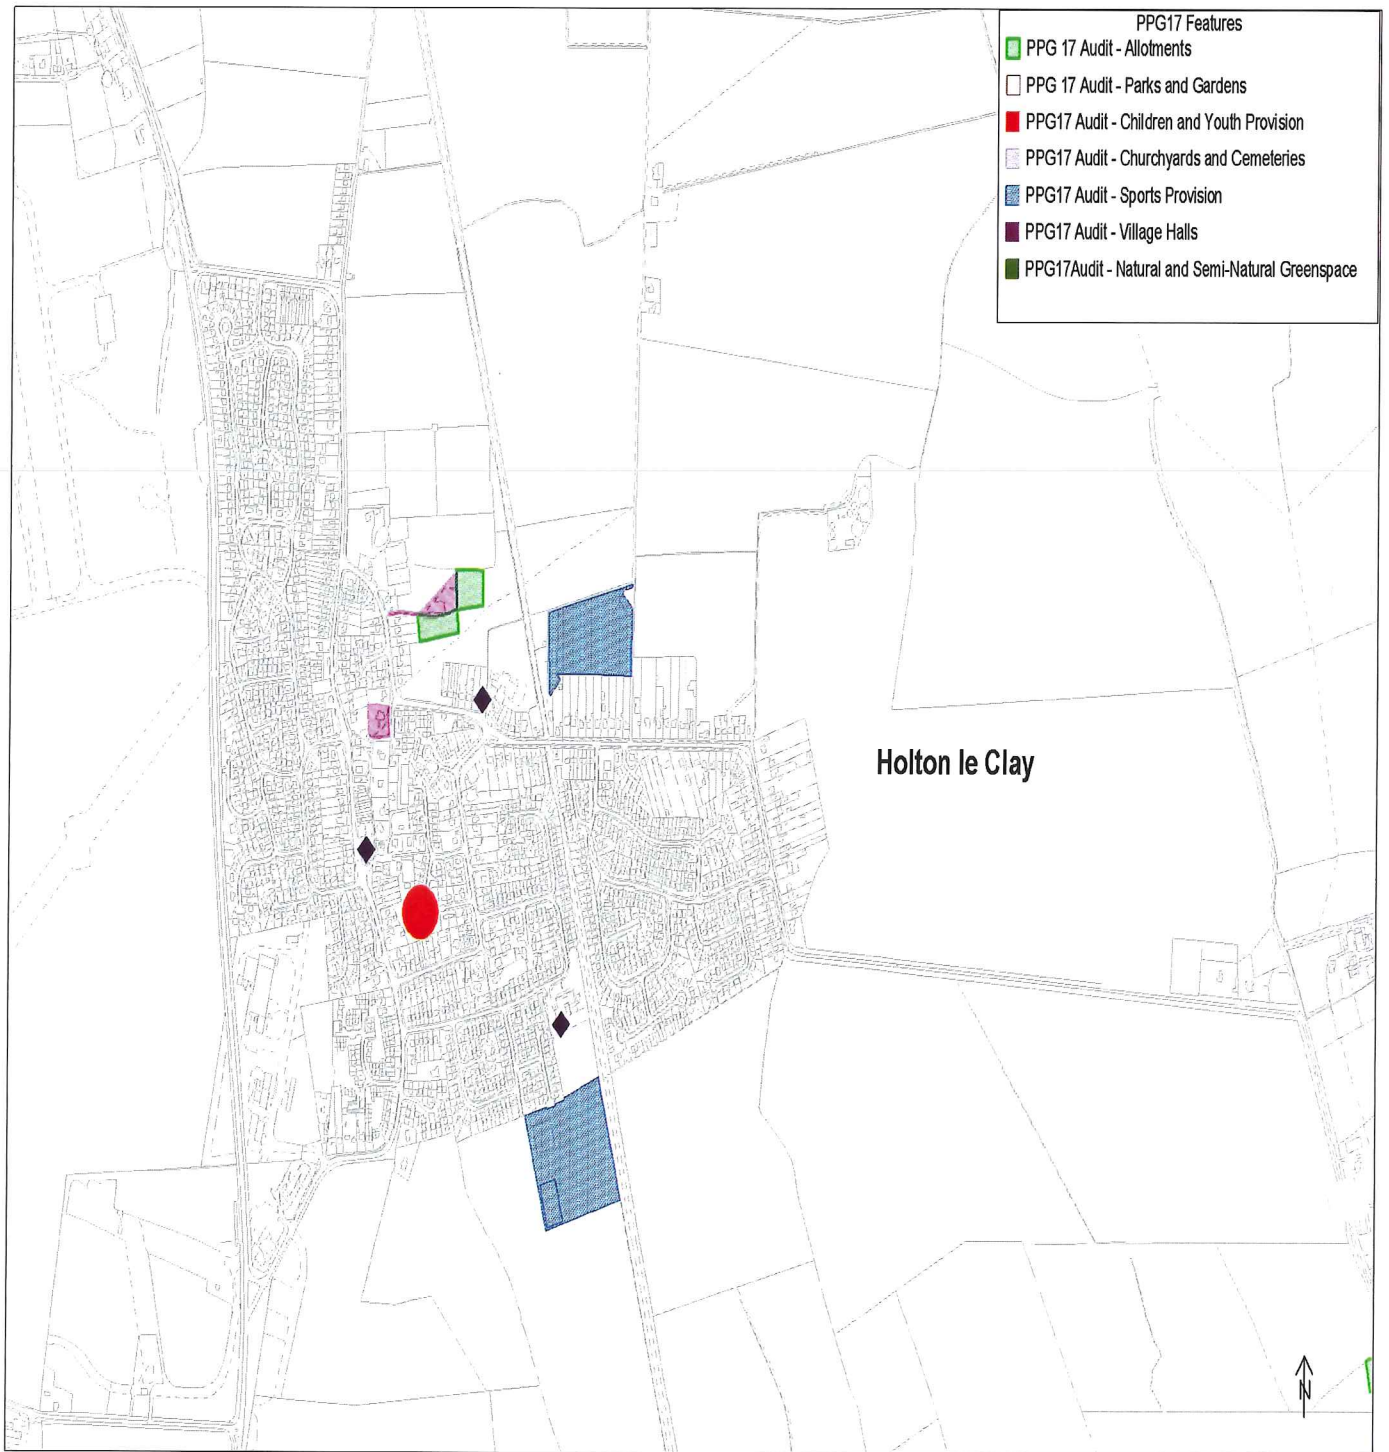 PPG17 Features
PPG 17 Audit - Allotments
PPG 17 Audit - Parks and Gardens
PPG17 Audit - Children and Youth Provision
PPG17 Audit - Churchyards and Cemeteries
PPG17 Audit - Sports Provision
PPG17 Audit - Village Halls
PPG17Audit - Natural and Semi-Natural Greenspace
Holton le Clay
N